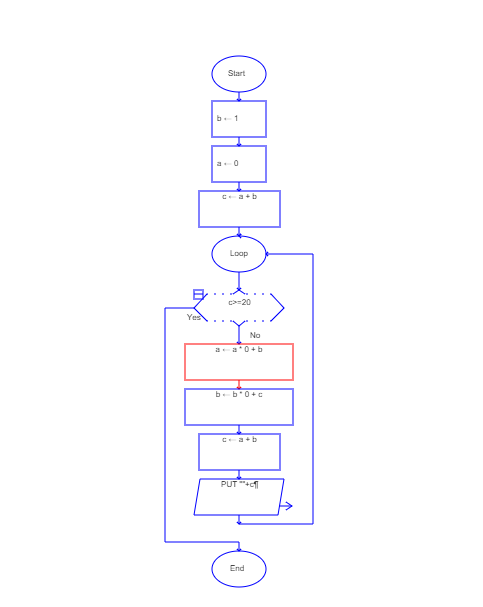 Start
b ← 1
a ← 0
c ← a + b
Loop
c>=20
Yes
No
a ← a * 0 + b
b ← b * 0 + c
c ← a + b
PUT ""+c¶
End